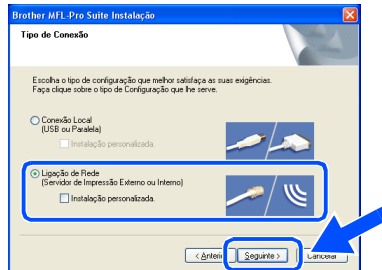 Brother MFL-Pro Suite Instalação
Tipo de Conexão
Escolha o tipo de configuração que melhor satisfaça as suas exigências.
Faça clique sobre o tipo de Configuração que lhe serve.
Conexão Local
(USB ou Paralela)
Instalação personalizada.
Ligação de Rede
(Servidor de Impressão Externo ou Interno)
Instalação personalizada.
< Anterior Seguinte > Cancelar